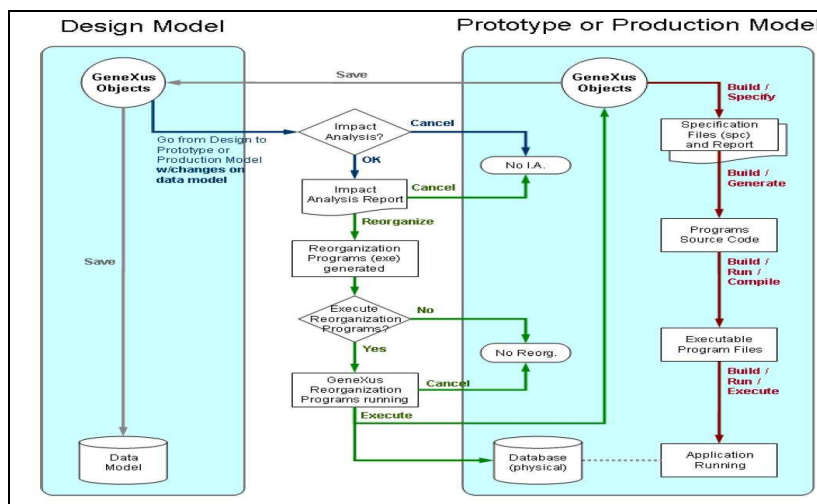 Design Model
Prototype or Production Model
GeneXus
Objects
Save
GeneXus
Objects
Build /
Specify
Go from Design to
Prototype or
Production Model
w/changes on
data model
Impact
Analysis?
Cancel
OK
No I.A.
Specification
Files (spc)
and Report
Impact
Analysis Report
Cancel
Build /
Generate
Reorganize
Save
Reorganization
Programs (exe)
generated
Programs
Source Code
Build /
Run /
Compile
Execute
Reorganization
Programs?
No
Yes
No Reorg.
Executable
Program Files
GeneXus
Reorganization
Programs running
Cancel
Build /
Run /
Execute
Execute
Data
Model
Database
(physical)
Application
Running